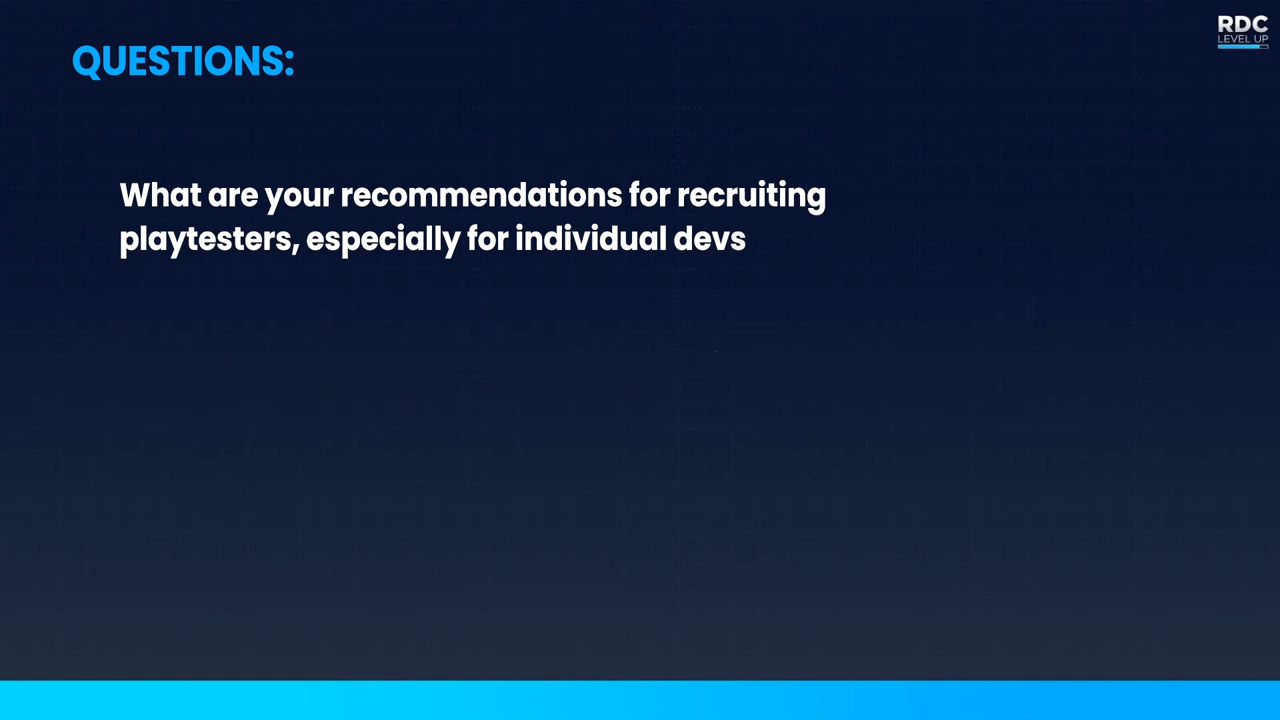 RDC
LEVEL UP
QUESTIONS:
What are your recommendations for recruiting
playtesters, especially for individual devs